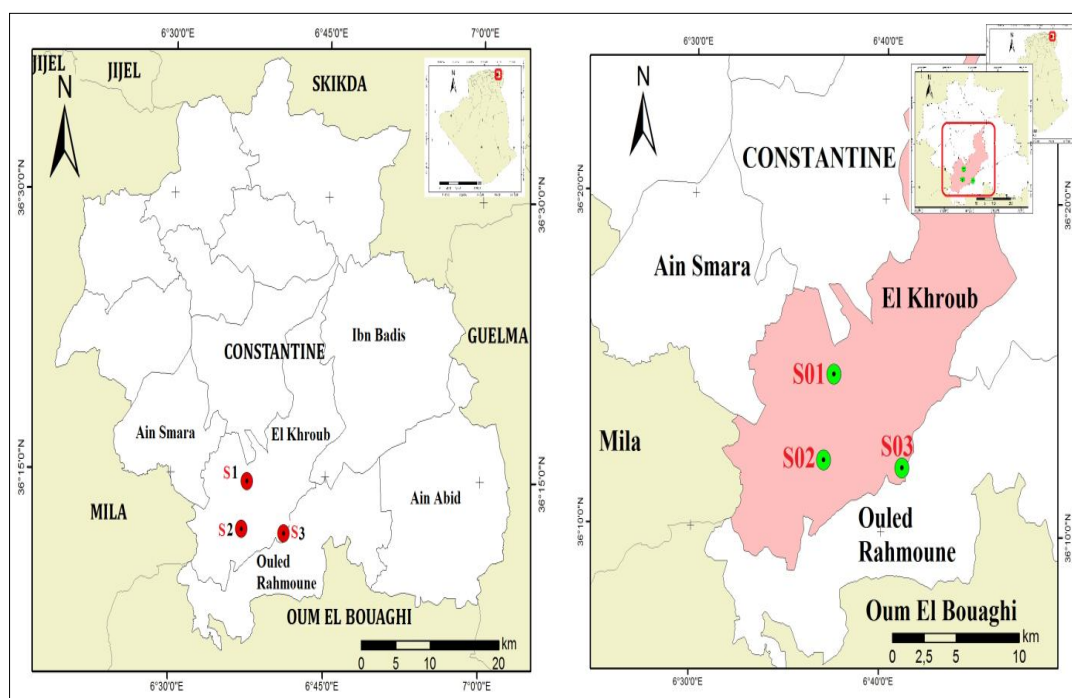 6°30'0"E
6°45'0"E
7°0'0"E
JIJEL
JIJEL
SKIKDA
N
N
36°30'0"N
36°30'0"N
Ibn Badis
GUELMA
CONSTANTINE
Ain Smara
El Khroub
36°15'0"N
36°15'0"N
S1
Ain Abid
MILA
S2
S3
Ouled
Rahmoune
OUM EL BOUAGHI
km
0 5 10 20
6°30'0"E
6°45'0"E
7°0'0"E
6°30'0"E
6°40'0"E
N
N
N
CONSTANTINE
36°20'0"N
36°20'0"N
Ain Smara
El Khroub
S01
Mila
S02
S03
36°10'0"N
36°10'0"N
Ouled
Rahmoune
Oum El Bouaghi
km
0 2,5 5 10
6°30'0"E
6°40'0"E